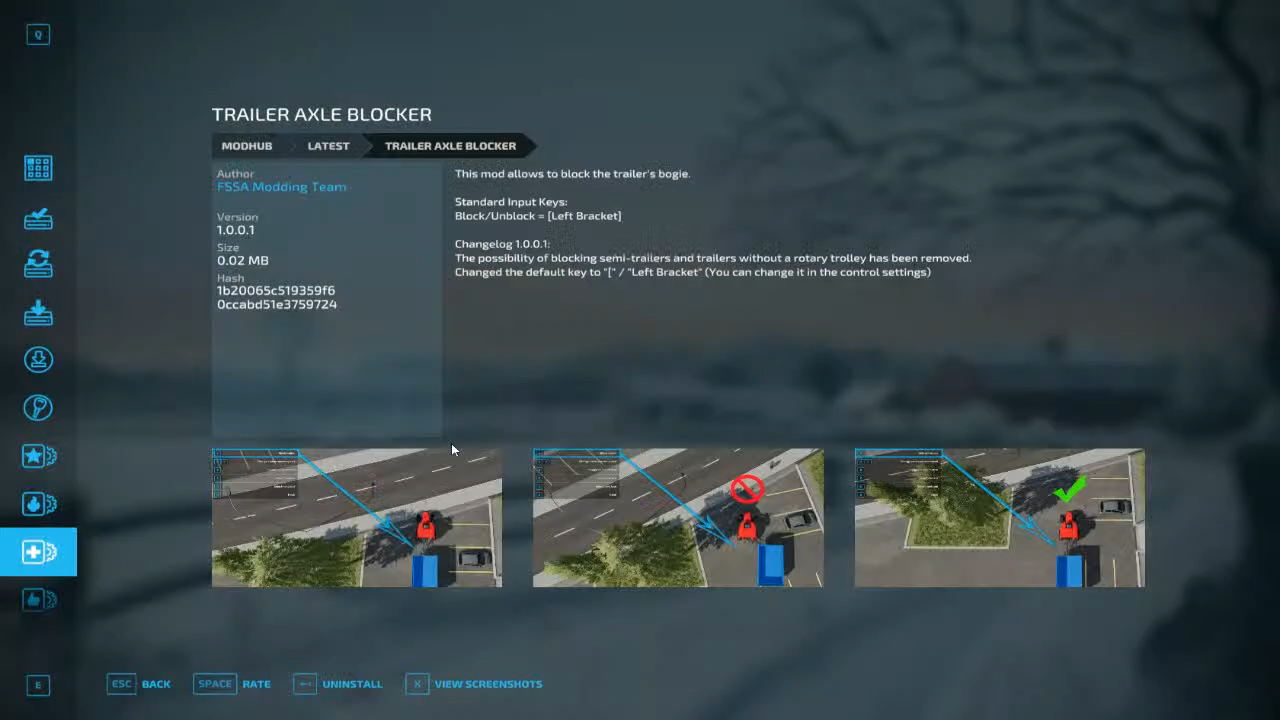 Q
TRAILER AXLE BLOCKER
MODHUB
LATEST
TRAILER AXLE BLOCKER
Author
FSSA Modding Team
Version
1.0.0.1
Size
0.02 MB
Hash
1b20065c519359f6
0ccabd51e3759724
This mod allows to block the trailer's bogie.
Standard Input Keys:
Block/Unblock = [Left Bracket]
Changelog 1.0.0.1:
The possibility of blocking semi-trailers and trailers without a rotary trolley has been removed.
Changed the default key to "[" / "Left Bracket" (You can change it in the control settings)
E
ESC BACK
SPACE RATE
UNINSTALL
X VIEW SCREENSHOTS